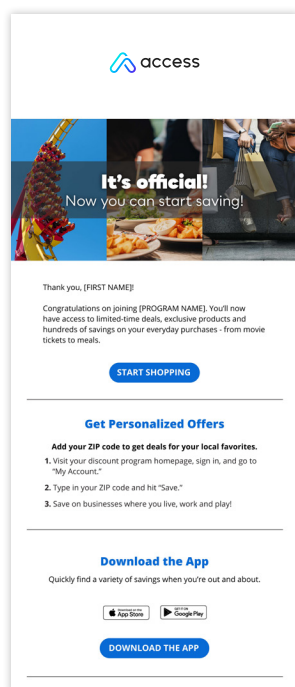 access
It's official!
Now you can start saving!
Thank you, [FIRST NAME]!
Congratulations on joining [PROGRAM NAME]. You'll now
have access to limited-time deals, exclusive products and
hundreds of savings on your everyday purchases - from movie
tickets to meals.
START SHOPPING
Get Personalized Offers
Add your ZIP code to get deals for your local favorites.
1. Visit your discount program homepage, sign in, and go to
"My Account."
2. Type in your ZIP code and hit "Save."
3. Save on businesses where you live, work and play!
Download the App
Quickly find a variety of savings when you're out and about.
Download on the
App Store
GET IT ON
Google Play
DOWNLOAD THE APP